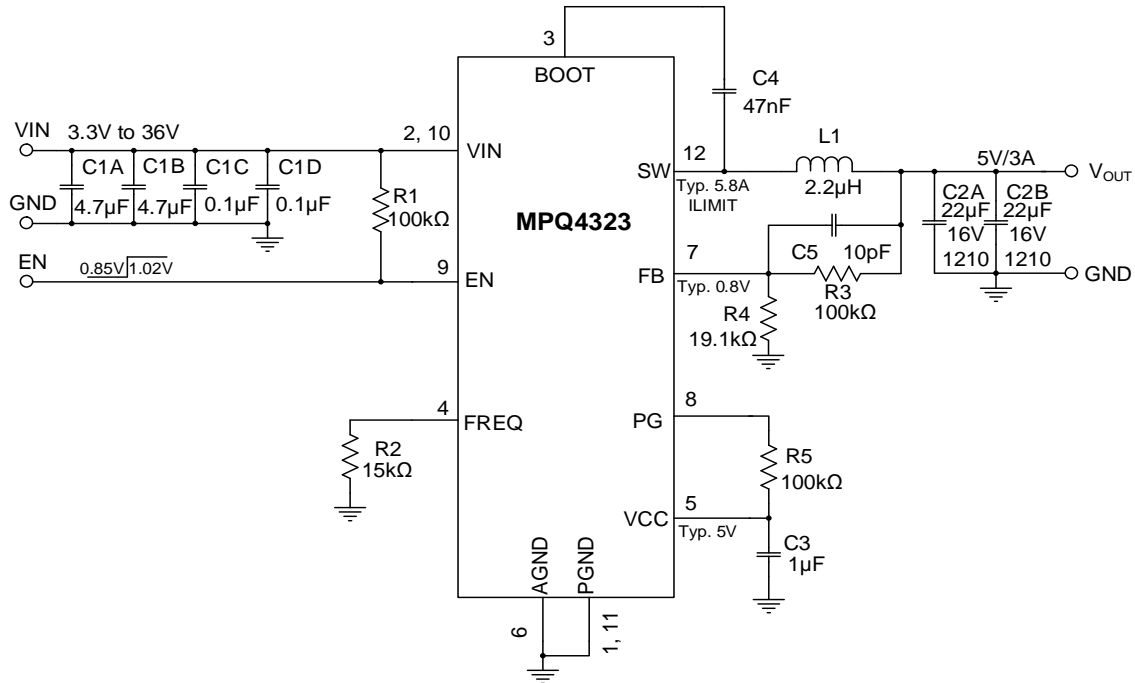 3
BOOT
C4
47nF
VIN
3.3V to 36V
2, 10
VIN
C1A
C1B
C1C
C1D
4.7µF
4.7µF
0.1µF
0.1µF
GND
R1
100kΩ
EN
0.85V
1.02V
9
EN
MPQ4323
12
SW
Typ. 5.8A
ILIMIT
L1
2.2µH
5V/3A
VOUT
C2A
22µF
16V
1210
C2B
22µF
16V
1210
GND
7
FB
Typ. 0.8V
C5
10pF
R3
100kΩ
R4
19.1kΩ
4
FREQ
R2
15kΩ
8
PG
R5
100kΩ
5
VCC
Typ. 5V
C3
1µF
AGND
PGND
6
1, 11